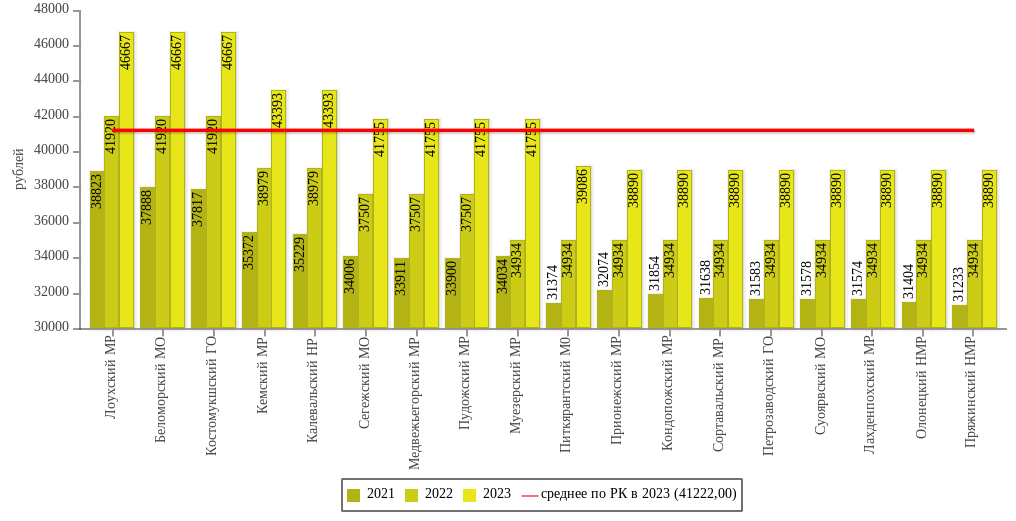 48000
46000
44000
42000
40000
38000
36000
34000
32000
30000
рублей
38823 41920 46667
37888 41920 46667
37817 41920 46667
35372 38979 43393
35229 38979 43393
34006 37507 41755
33911 37507 41755
33900 37507 41755
34034 34934 41755
31374 34934 39086
32074 34934 38890
31854 34934 38890
31638 34934 38890
31583 34934 38890
31578 34934 38890
31574 34934 38890
31404 34934 38890
31233 34934 38890
Лоухский МР
Беломорский МО
Костомукшский ГО
Кемский МР
Калевальский НР
Сегежский МО
Медвежьегорский МР
Пудожский МР
Муезерский МР
Питкярантский М0
Прионежский МР
Кондопожский МР
Сортавальский МР
Петрозаводский ГО
Суоярвский МО
Лахденпохский МР
Олонецкий НМР
Пряжинский НМР
2021 2022 2023 среднее по РК в 2023 (41222,00)